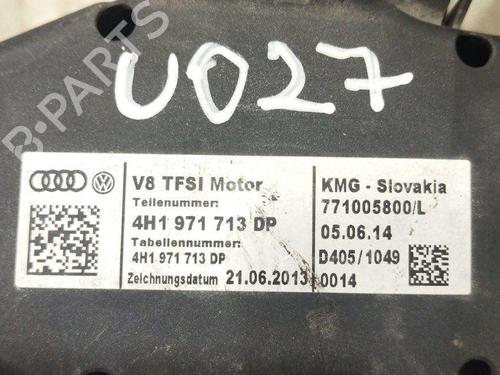 U027
B-PARTS
V8 TFSI Motor
Teilenummer:
4H1 971 713 DP
Tabellennummer:
4H1 971 713 DP
Zeichnungsdatum 21.06.2013
KMG - Slovakia
771005800/L
05.06.14
D405/1049
0014